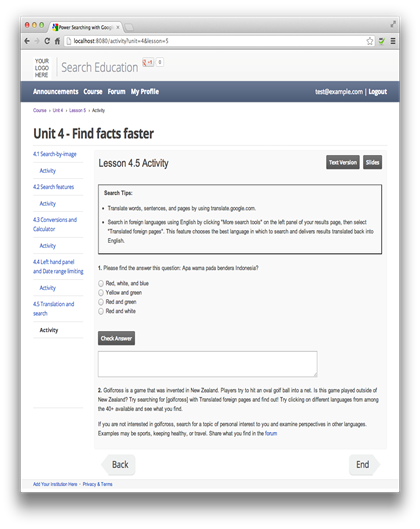 Power Searching with Googl
localhost:8080/activity?unit=4&lesson=5
YOUR
LOGO
HERE
Search Education
+1 0
Announcements Course Forum My Profile
test@example.com | Logout
Course › Unit 4 › Lesson 5 › Activity
Unit 4 - Find facts faster
4.1 Search-by-image
Activity
4.2 Search features
Activity
4.3 Conversions and
Calculator
Activity
4.4 Left hand panel
and Date range limiting
Activity
4.5 Translation and
search
Activity
Lesson 4.5 Activity
Text Version
Slides
Search Tips:
• Translate words, sentences, and pages by using translate.google.com.
• Search in foreign languages using English by clicking "More search tools" on the left panel of your results page, then select
"Translated foreign pages". This feature chooses the best language in which to search and delivers results translated back into
English.
1. Please find the answer this question: Apa warna pada bendera Indonesia?
Red, white, and blue
Yellow and green
Red and green
Red and white
Check Answer
2. Golfcross is a game that was invented in New Zealand. Players try to hit an oval golf ball into a net. Is this game played outside of
New Zealand? Try searching for [golfcross] with Translated foreign pages and find out! Try clicking on different languages from among
the 40+ available and see what you find.
If you are not interested in golfcross, search for a topic of personal interest to you and examine perspectives in other languages.
Examples may be sports, keeping healthy, or travel. Share what you find in the forum
Back
End
Add Your Institution Here - Privacy & Terms